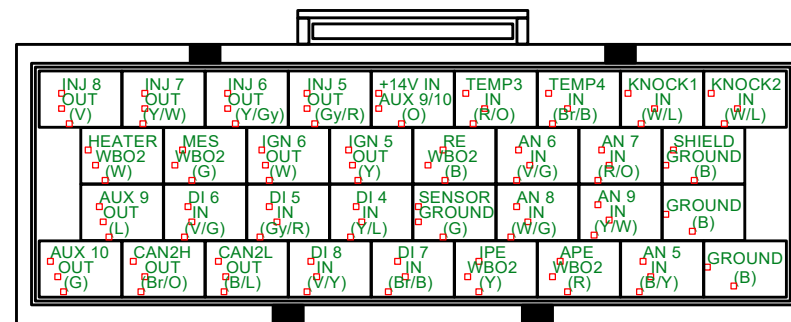 INJ 8 OUT (V)
INJ 7 OUT (Y/W)
INJ 6 OUT (Y/Gy)
INJ 5 OUT (Gy/R)
+14V IN AUX 9/10 (O)
TEMP3 IN (R/O)
TEMP4 IN (Br/B)
KNOCK1 IN (W/L)
KNOCK2 IN (W/L)
HEATER WBO2 (W)
MES WBO2 (G)
IGN 6 OUT (W)
IGN 5 OUT (Y)
RE WBO2 (B)
AN 6 IN (V/G)
AN 7 IN (R/O)
SHIELD GROUND (B)
AUX 9 OUT (L)
DI 6 IN (V/G)
DI 5 IN (Gy/R)
DI 4 IN (Y/L)
SENSOR GROUND (G)
AN 8 IN (W/G)
AN 9 IN (Y/W)
GROUND (B)
AUX 10 OUT (G)
CAN2H OUT (Br/O)
CAN2L OUT (B/L)
DI 8 IN (V/Y)
DI 7 IN (Br/B)
IPE WBO2 (Y)
APE WBO2 (R)
AN 5 IN (B/Y)
GROUND (B)